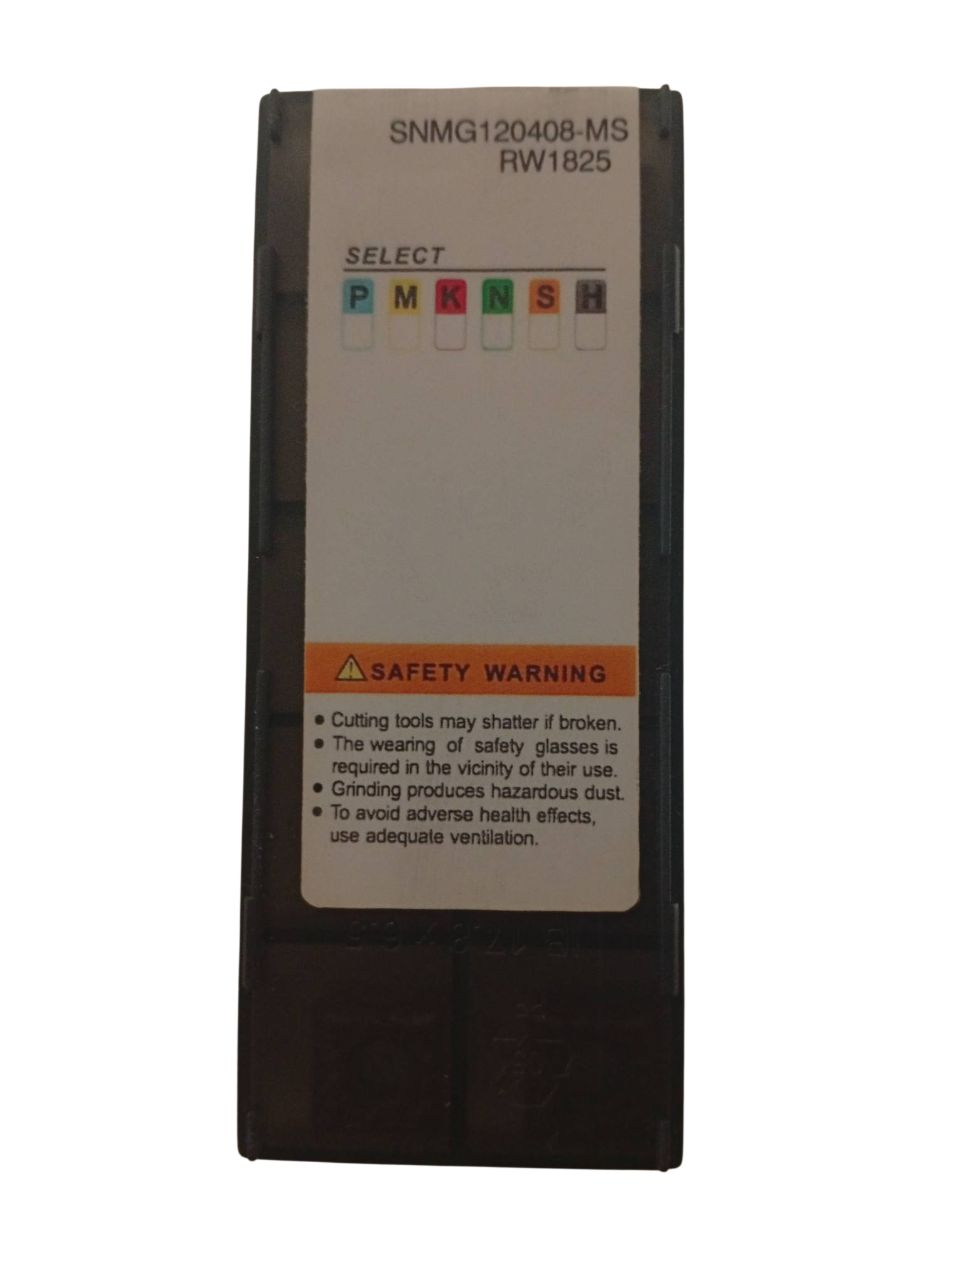 SNMG120408-MS
RW1825
SELECT
P M K N S H
SAFETY WARNING
• Cutting tools may shatter if broken.
• The wearing of safety glasses is
required in the vicinity of their use.
• Grinding produces hazardous dust.
• To avoid adverse health effects,
use adequate ventilation.